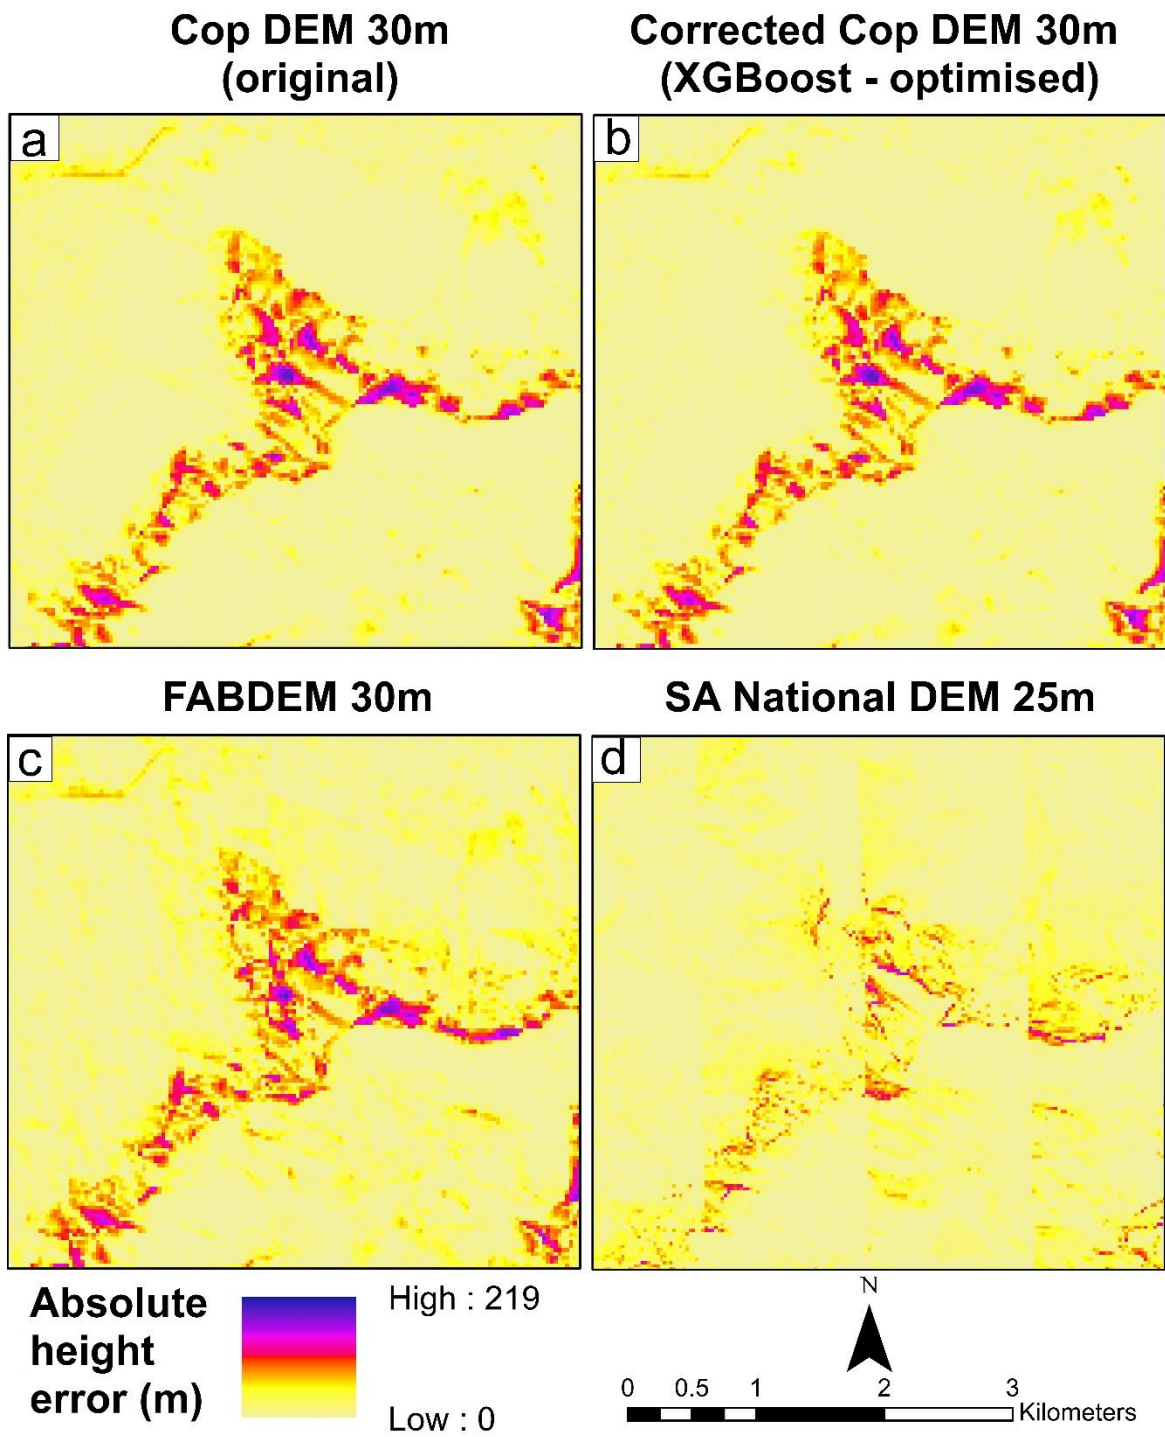 Cop DEM 30m
(original)
Corrected Cop DEM 30m
(XGBoost - optimised)
a
b
FABDEM 30m
SA National DEM 25m
c
d
Absolute
height
error (m)
High : 219
Low : 0
N
0 0.5 1 2 3
Kilometers